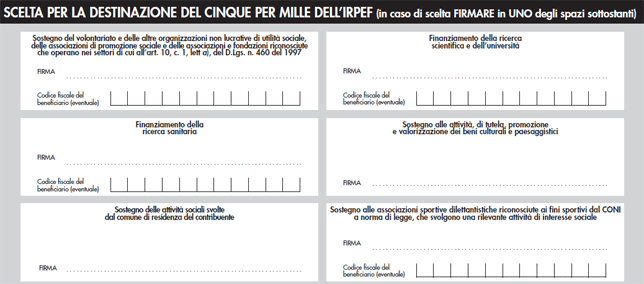 SCELTA PER LA DESTINAZIONE DEL CINQUE PER MILLE DELL'IRPEF (in caso di scelta FIRMARE in UNO degli spazi sottostanti)
Sostegno del volontariato e delle altre organizzazioni non lucrative di utilità sociale,
delle associazioni di promozione sociale e delle associazioni e fondazioni riconosciute
che operano nei settori di cui all'art. 10, c. 1, lett a), del D.Lgs. n. 460 del 1997
FIRMA
Codice fiscale del
beneficiario (eventuale)
Finanziamento della ricerca
scientifica e dell'università
FIRMA
Codice fiscale del
beneficiario (eventuale)
Finanziamento della
ricerca sanitaria
FIRMA
Codice fiscale del
beneficiario (eventuale)
Sostegno alle attività, di tutela, promozione
e valorizzazione dei beni culturali e paesaggistici
FIRMA
Sostegno delle attività sociali svolte
dal comune di residenza del contribuente
FIRMA
Sostegno alle associazioni sportive dilettantistiche riconosciute ai fini sportivi dal CONI
a norma di legge, che svolgono una rilevante attività di interesse sociale
FIRMA
Codice fiscale del
beneficiario (eventuale)